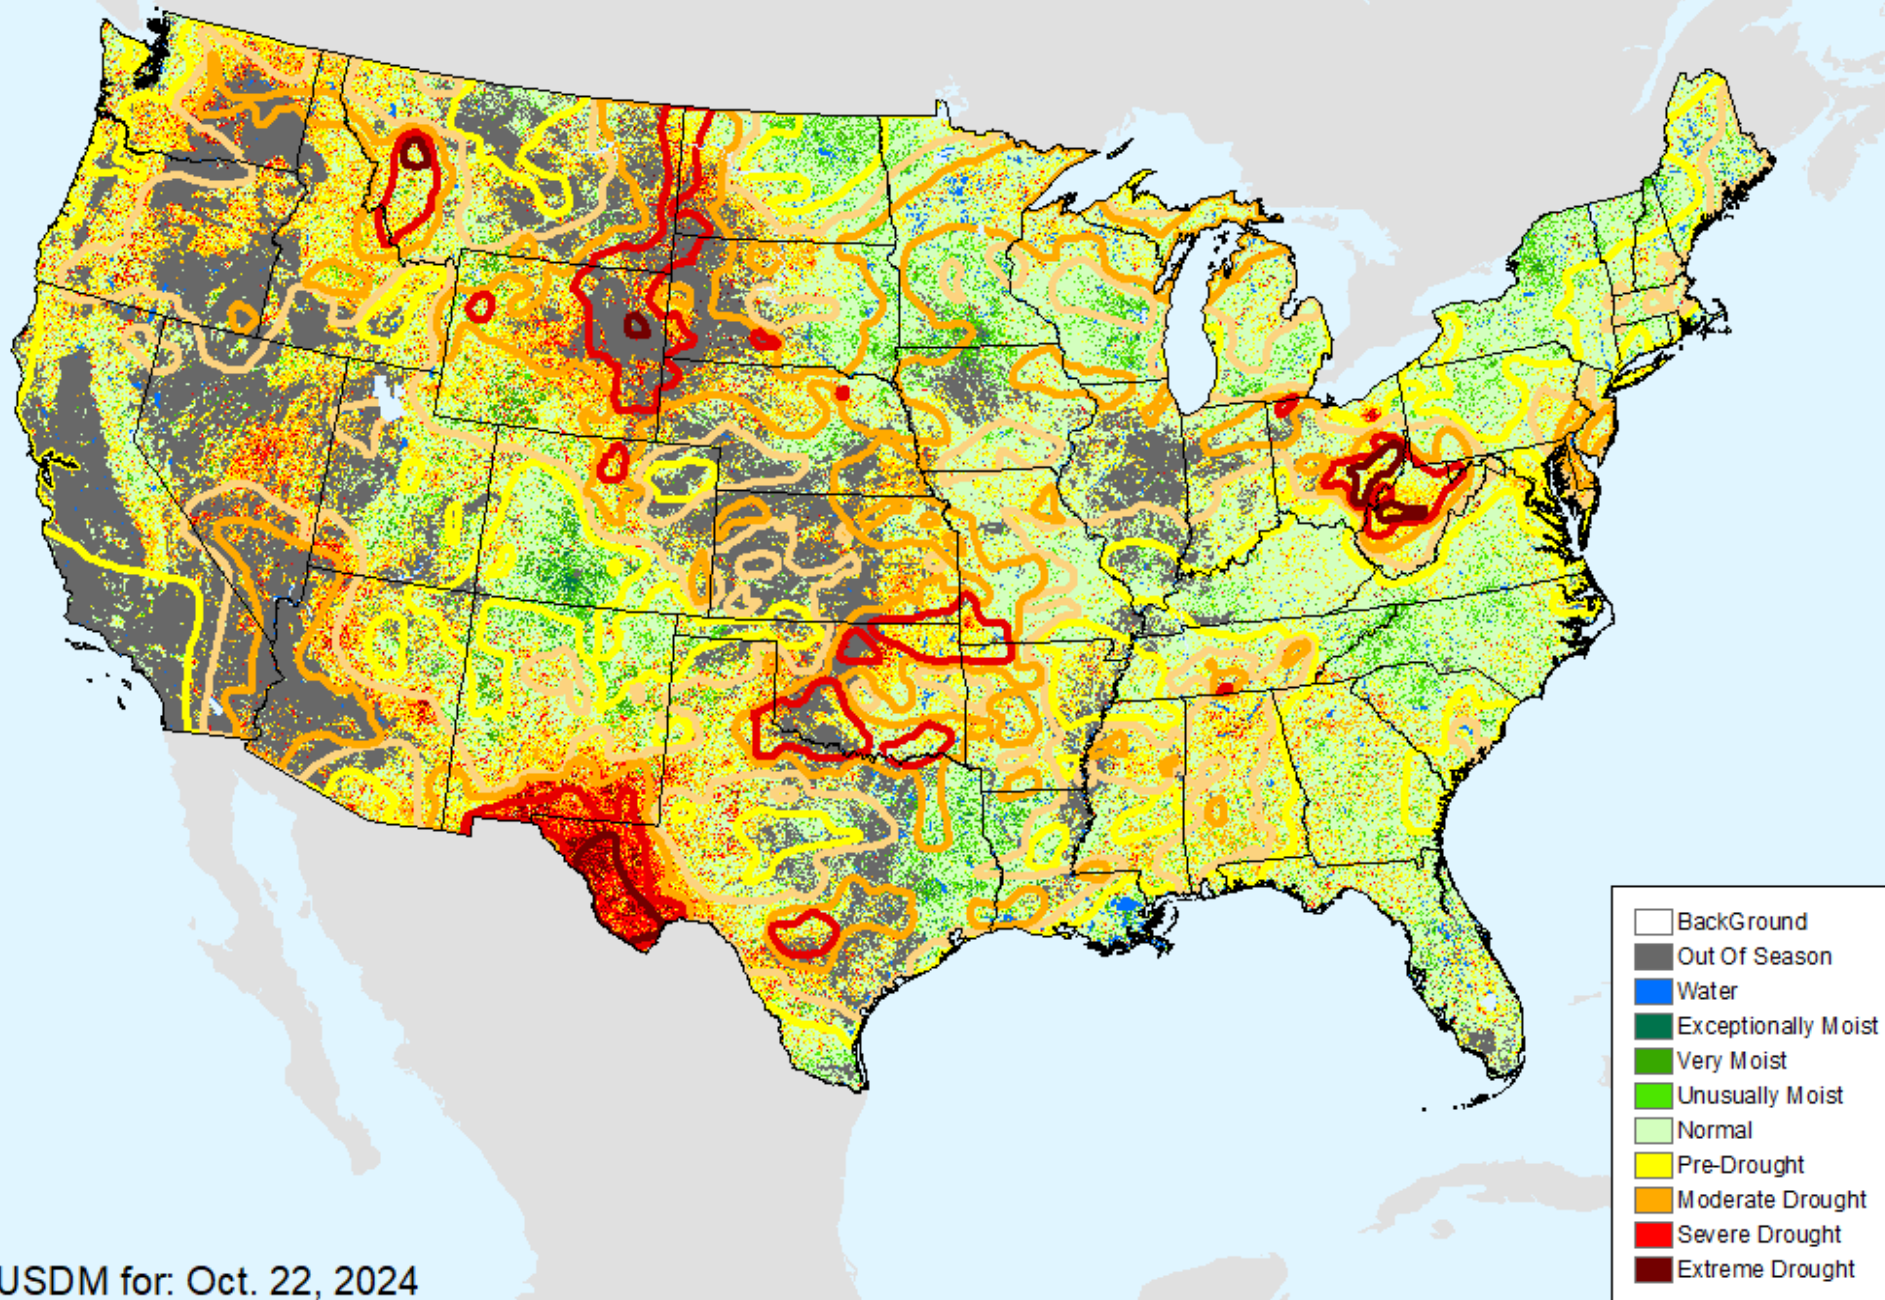 BackGround
Out Of Season
Water
Exceptionally Moist
Very Moist
Unusually Moist
Normal
Pre-Drought
Moderate Drought
Severe Drought
Extreme Drought
USDM for: Oct. 22, 2024